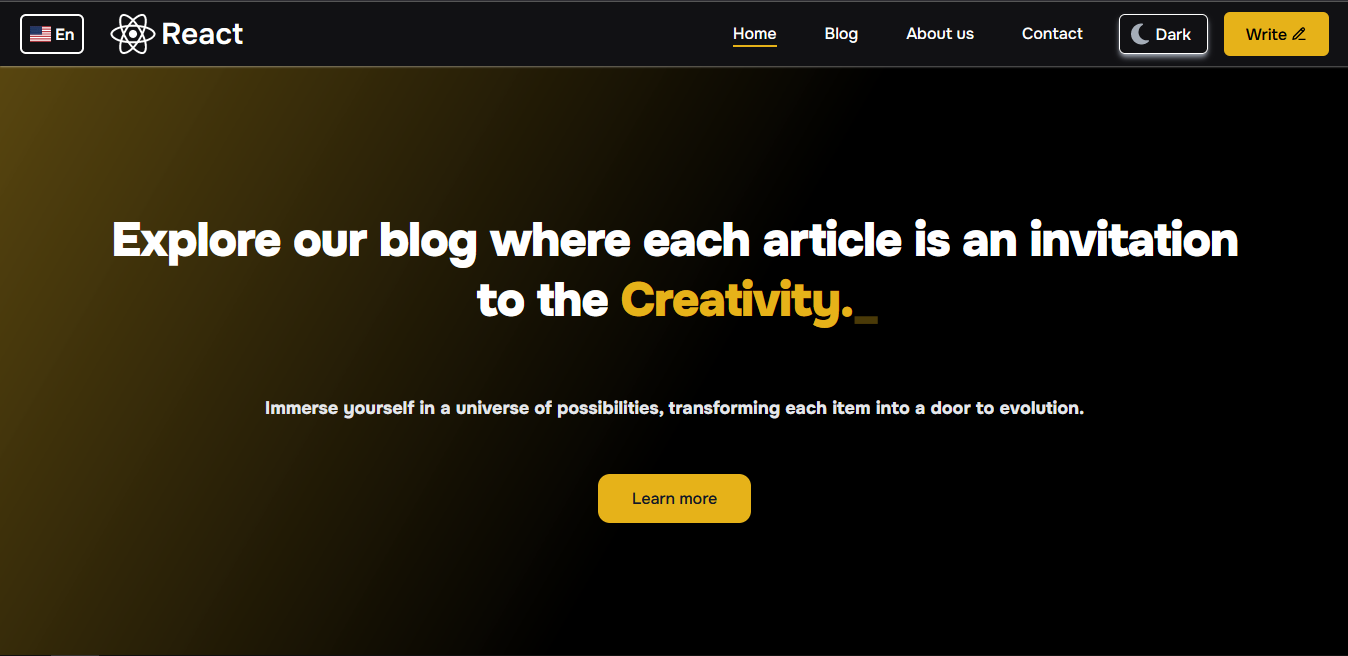 En
React
Home
Blog
About us
Contact
Dark
Write
Explore our blog where each article is an invitation
to the Creativity._
Immerse yourself in a universe of possibilities, transforming each item into a door to evolution.
Learn more